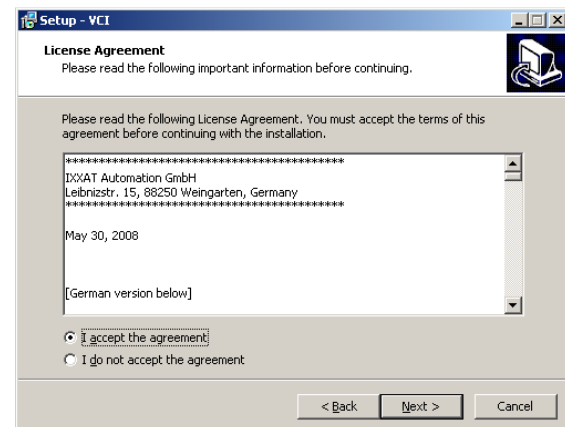 Setup - VCI
License Agreement
Please read the following important information before continuing.
Please read the following License Agreement. You must accept the terms of this
agreement before continuing with the installation.
*******************************************
IXXAT Automation GmbH
Leibnizstr. 15, 88250 Weingarten, Germany
*******************************************
May 30, 2008
[German version below]
I accept the agreement
I do not accept the agreement
< Back
Next >
Cancel